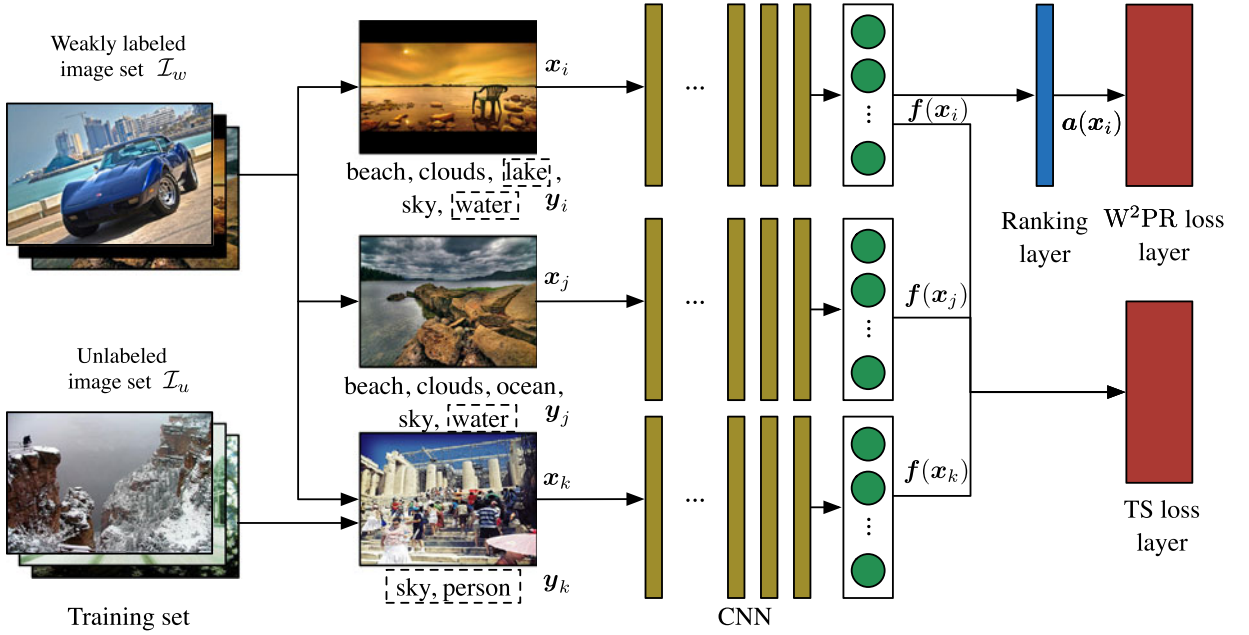 Weakly labeled
image set 𝓘_w
Unlabeled
image set 𝓘_u
Training set
x_i
beach, clouds, lake,
sky, water y_i
x_j
beach, clouds, ocean,
sky, water y_j
x_k
sky, person y_k
...
...
...
CNN
f(x_i)
f(x_j)
f(x_k)
a(x_i)
Ranking
layer
W²PR loss
layer
TS loss
layer